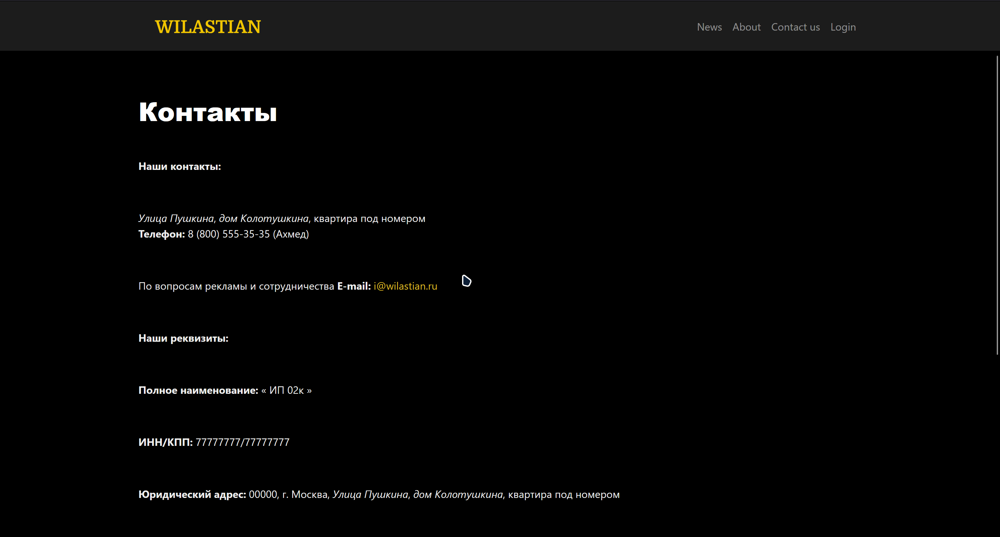 WILASTIAN
News About Contact us Login
Контакты
Наши контакты:
Улица Пушкина, дом Колотушкина, квартира под номером
Телефон: 8 (800) 555-35-35 (Ахмед)
По вопросам рекламы и сотрудничества E-mail: i@wilastian.ru
Наши реквизиты:
Полное наименование: « ИП 02к »
ИНН/КПП: 77777777/77777777
Юридический адрес: 00000, г. Москва, Улица Пушкина, дом Колотушкина, квартира под номером